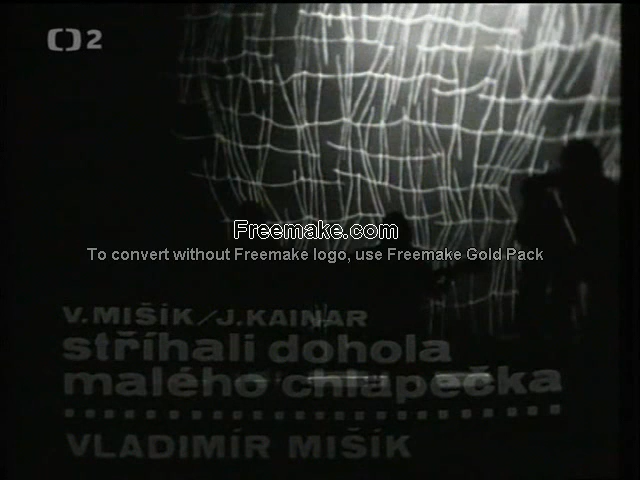 2
Freemake.com
To convert without Freemake logo, use Freemake Gold Pack
V.MIŠÍK/J.KAINAR
stříhali dohola
malého chlapečka
VLADIMÍR MIŠÍK